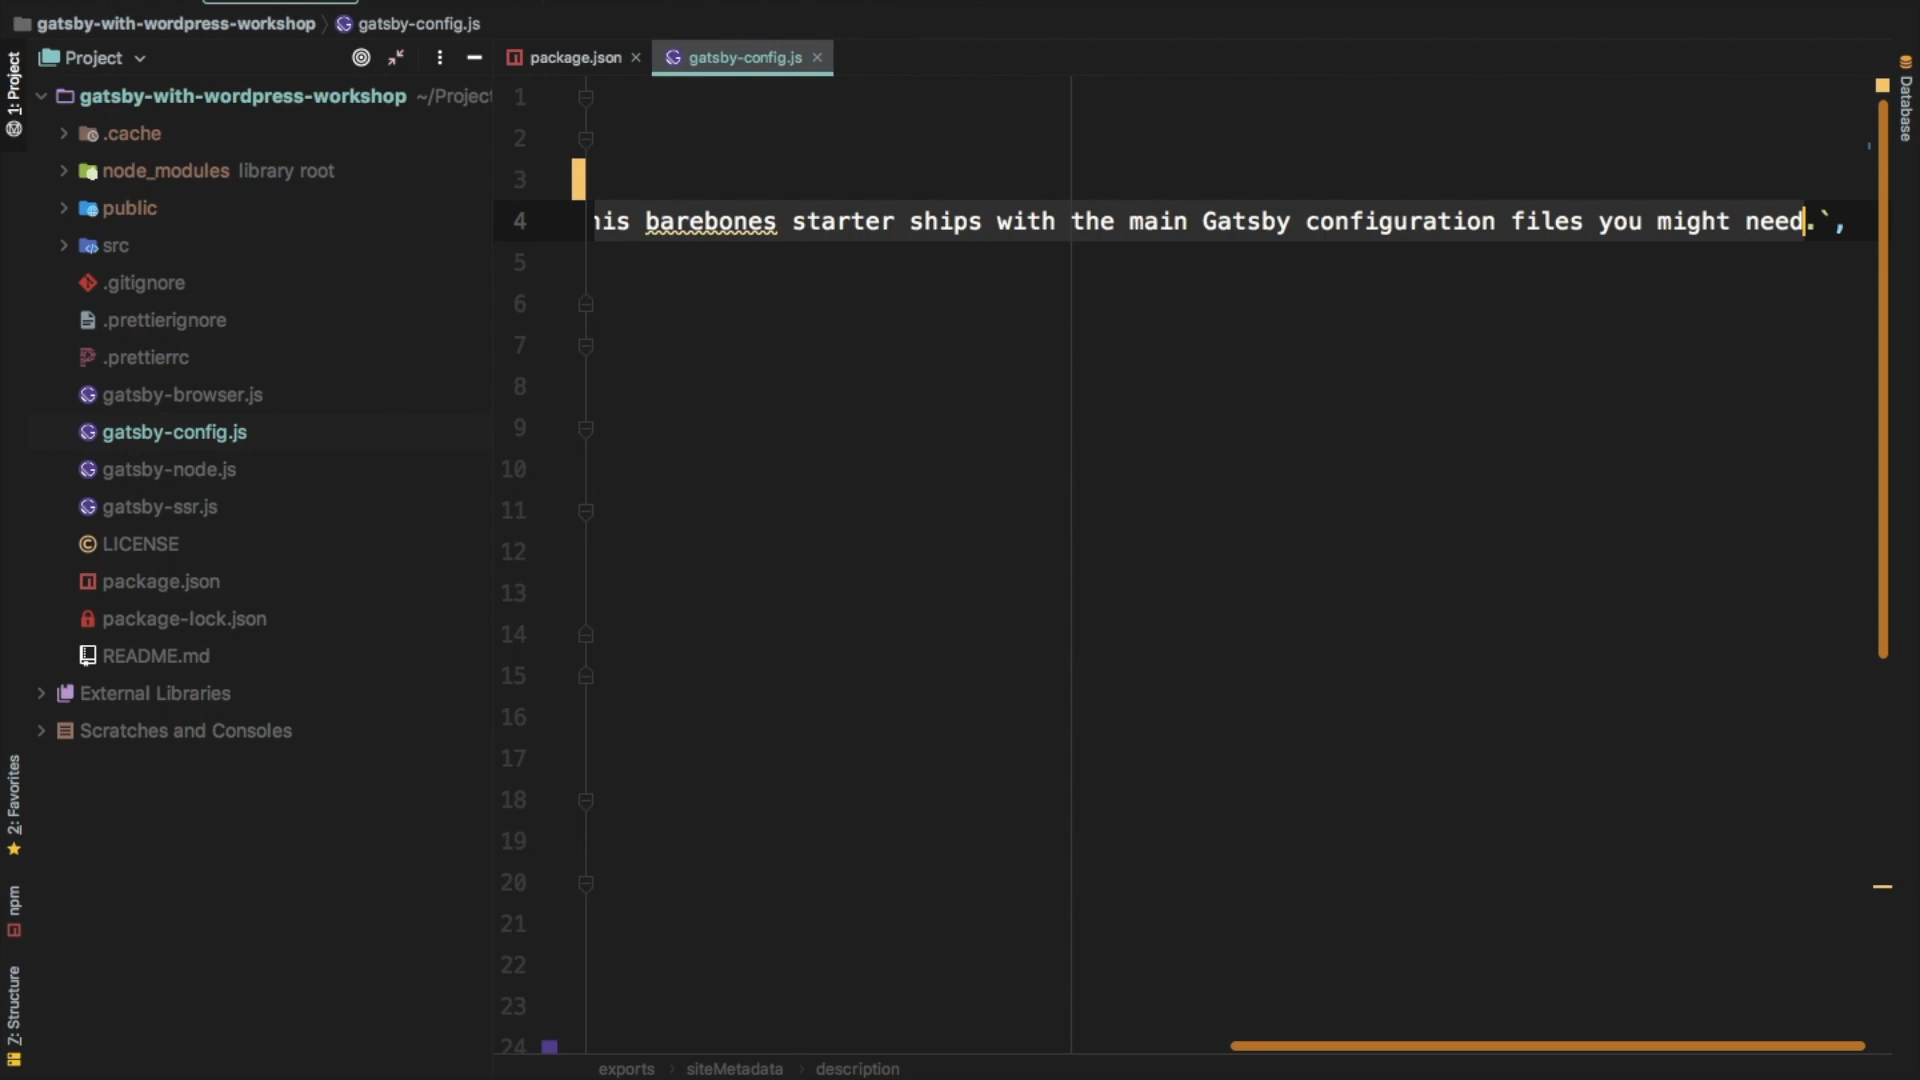 gatsby-with-wordpress-workshop gatsby-config.js
1: Project
Project
package.json
gatsby-config.js
Database
gatsby-with-wordpress-workshop ~/Project
.cache
node_modules library root
public
src
.gitignore
.prettierignore
.prettierrc
gatsby-browser.js
gatsby-config.js
gatsby-node.js
gatsby-ssr.js
LICENSE
package.json
package-lock.json
README.md
External Libraries
Scratches and Consoles
2: Favorites
npm
7: Structure
1
2
3
4 his barebones starter ships with the main Gatsby configuration files you might need.`,
5
6
7
8
9
10
11
12
13
14
15
16
17
18
19
20
21
22
23
24
exports siteMetadata description